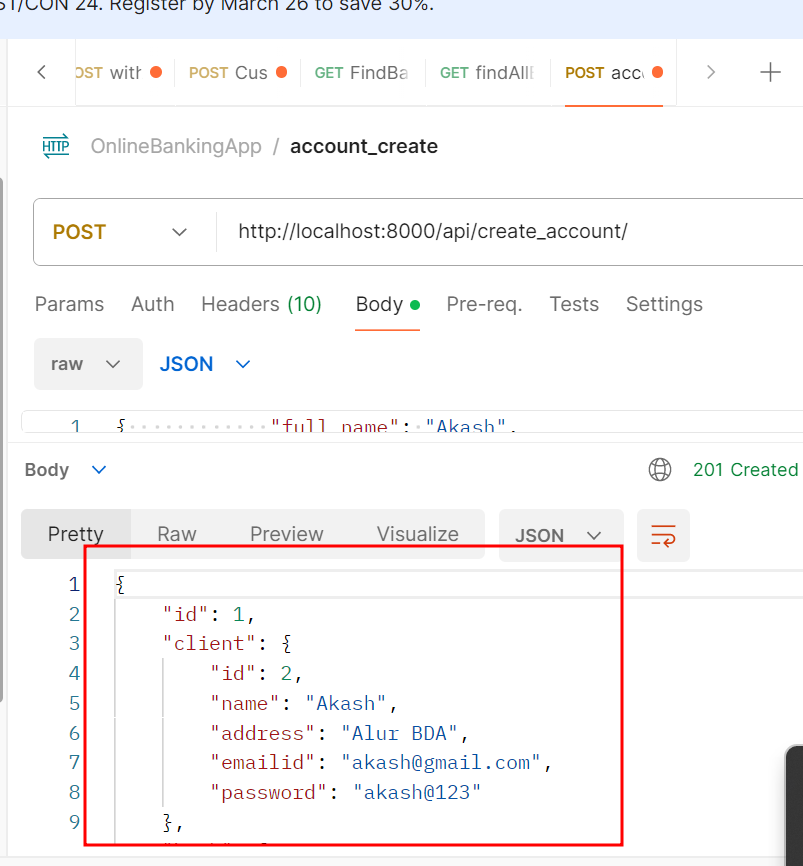 ST/CON 24. Register by March 26 to save 30%.
OST with POST Cus GET FindBa GET findAllB POST acc
HTTP OnlineBankingApp / account_create
POST http://localhost:8000/api/create_account/
Params Auth Headers (10) Body Pre-req. Tests Settings
raw JSON
1 { "full_name": "Akash",
Body 201 Created
Pretty Raw Preview Visualize JSON
1 {
2 "id": 1,
3 "client": {
4 "id": 2,
5 "name": "Akash",
6 "address": "Alur BDA",
7 "emailid": "akash@gmail.com",
8 "password": "akash@123"
9 },